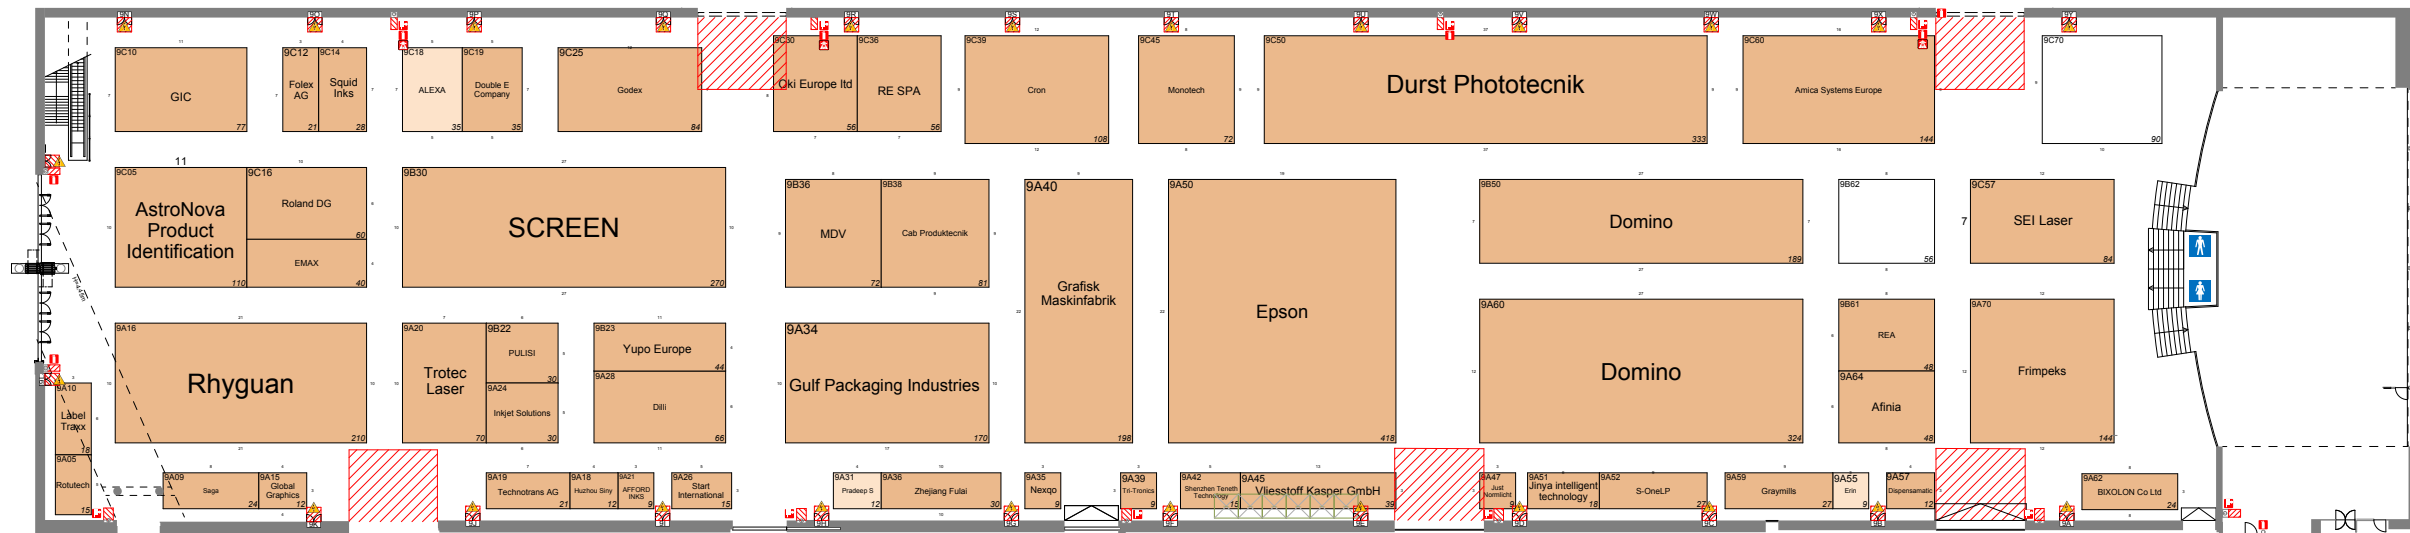 9C10
GIC
77
9C12
Folex
AG
21
9C14
Squid
Inks
28
9C18
ALEXA
35
9C19
Double E
Company
35
9C25
Godex
84
9C30
Oki Europe ltd
56
9C36
RE SPA
56
9C39
Cron
108
9C45
Monotech
72
9C50
Durst Phototecnik
333
9C60
Amica Systems Europe
144
9C70
90
11
9C05
AstroNova
Product
Identification
110
9C16
Roland DG
60
EMAX
40
9B30
SCREEN
270
9B36
MDV
72
9B38
Cab Produktecnik
81
9A40
Grafisk
Maskinfabrik
198
9A50
Epson
418
9B50
Domino
189
9B62
56
7
9C57
SEI Laser
84
9A16
Rhyguan
210
9A20
Trotec
Laser
70
9B22
PULISI
30
9A24
Inkjet Solutions
30
9B23
Yupo Europe
44
9A28
Dilli
66
9A34
Gulf Packaging Industries
170
9A60
Domino
324
9B61
REA
48
9A64
Afinia
48
9A70
Frimpeks
144
9A10
Label
Traxx
18
9A05
Rotutech
15
9A09
Saga
24
9A15
Global
Graphics
12
9A19
Technotrans AG
21
9A18
Huzhou Siny
12
9A21
AFFORD
INKS
9
9A26
Start
International
15
9A31
Pradeep S
12
9A36
Zhejiang Fulai
30
9A35
Nexqo
9
9A39
Tri-Tronics
9
9A42
Shenzhen Teneth
Technology
15
9A45
Vliesstoff Kasper GmbH
39
9A47
Just
Normlicht
9
9A51
Jinya intelligent
technology
18
9A52
S-OneLP
27
9A59
Graymills
27
9A55
Erin
9
9A57
Dispensamatic
12
9A62
BIXOLON Co Ltd
24